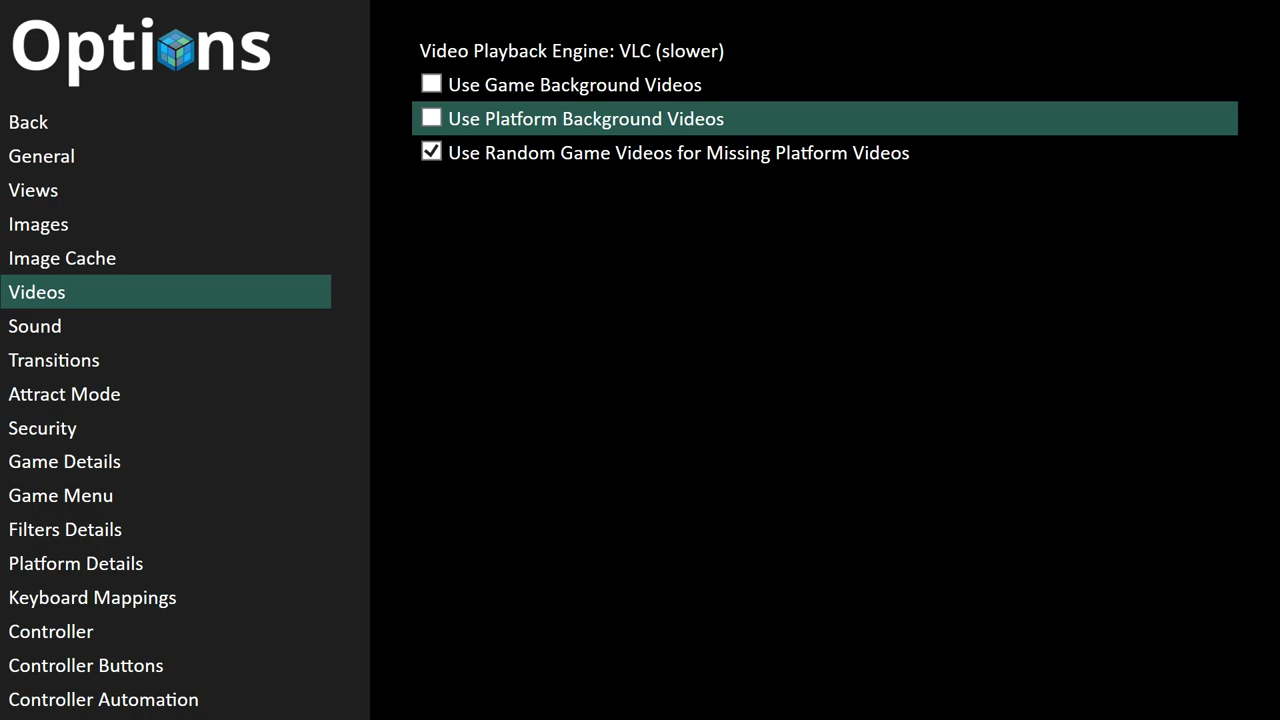 Options
Back
General
Views
Images
Image Cache
Videos
Sound
Transitions
Attract Mode
Security
Game Details
Game Menu
Filters Details
Platform Details
Keyboard Mappings
Controller
Controller Buttons
Controller Automation
Video Playback Engine: VLC (slower)
Use Game Background Videos
Use Platform Background Videos
Use Random Game Videos for Missing Platform Videos